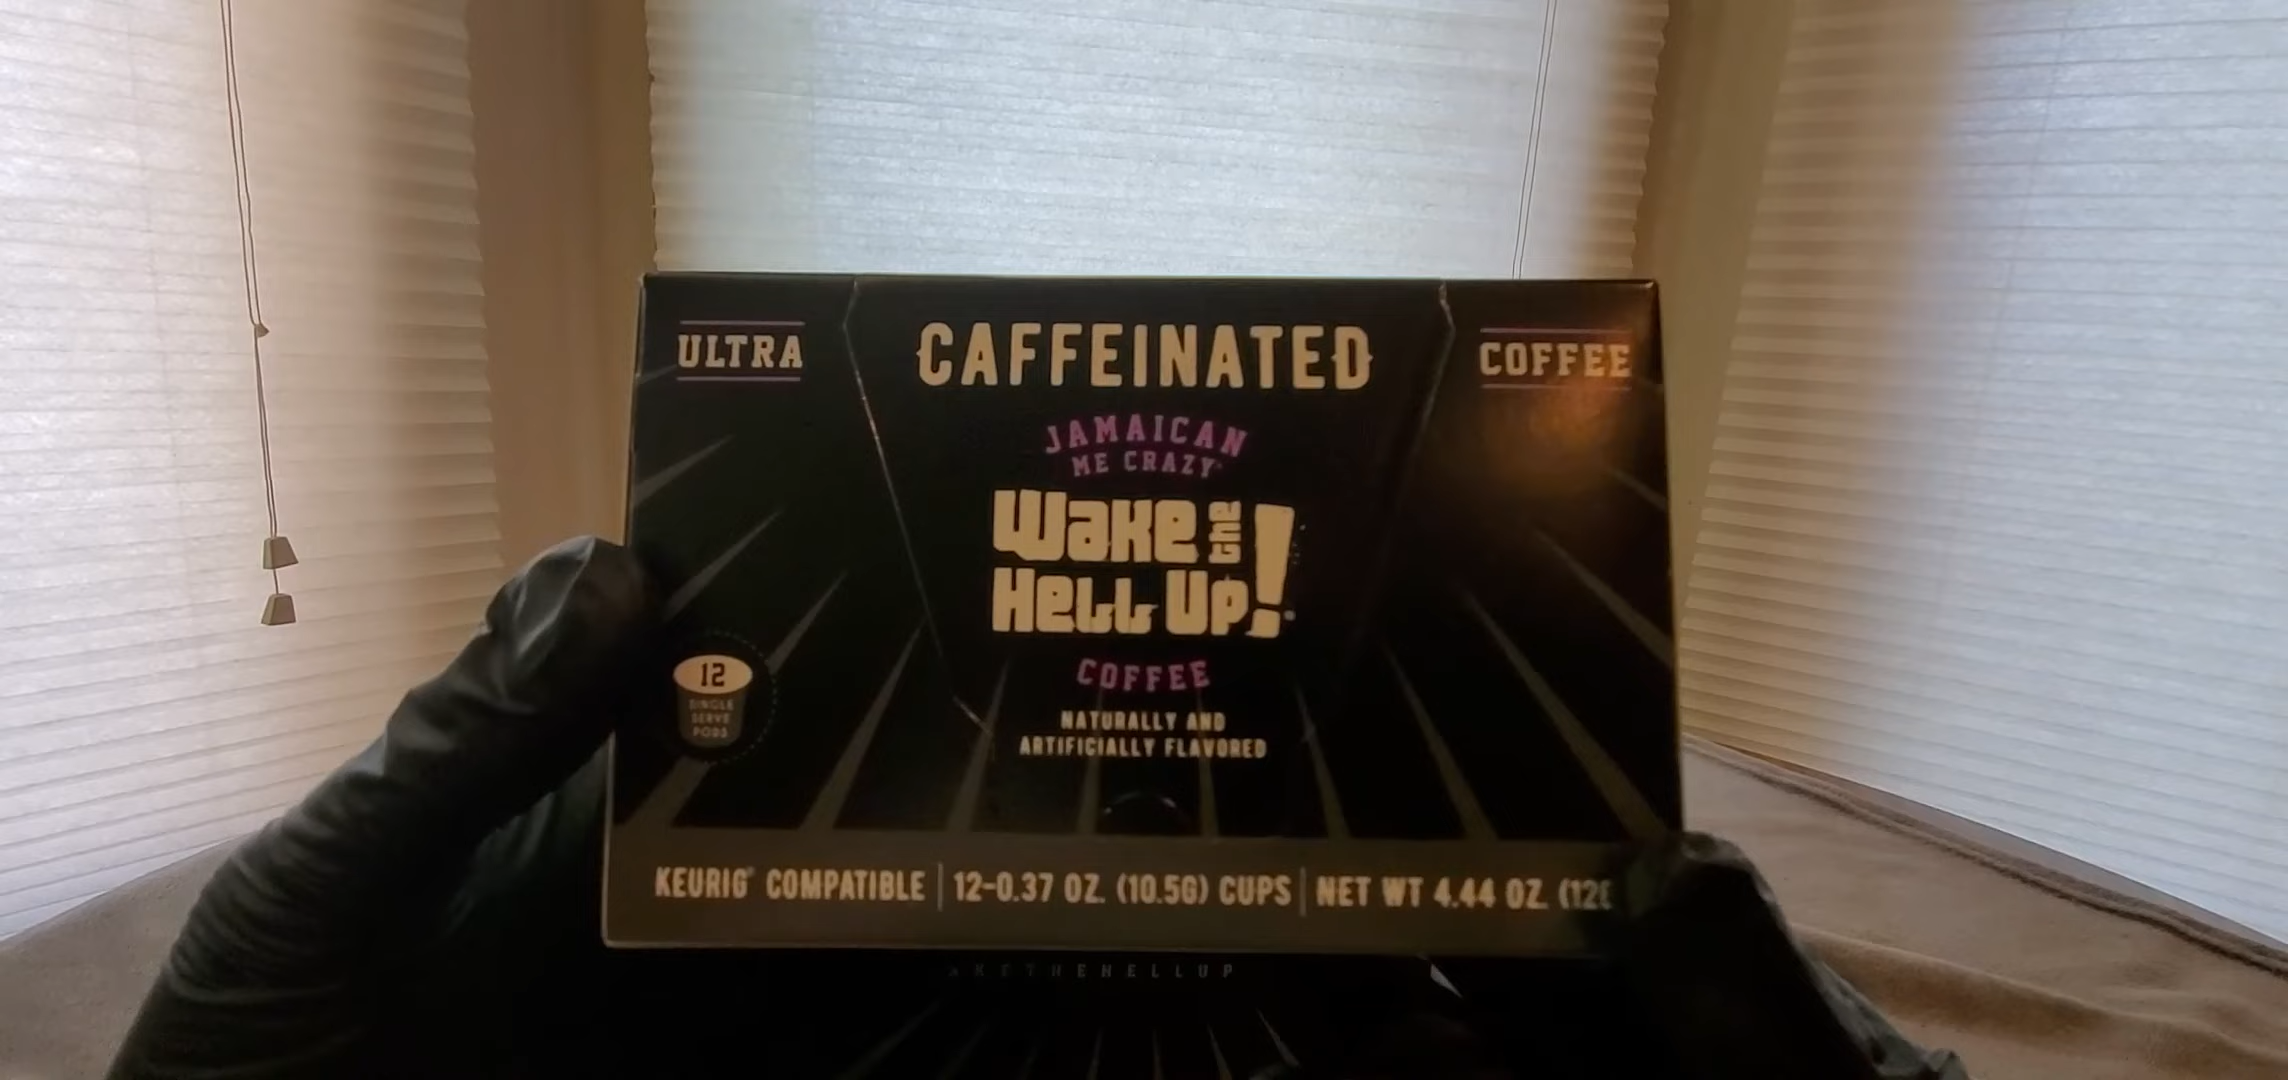 ULTRA
CAFFEINATED
COFFEE
JAMAICAN
ME CRAZY
Wake the
Hell Up!
COFFEE
NATURALLY AND
ARTIFICIALLY FLAVORED
12
SINGLE
SERVE
PODS
KEURIG® COMPATIBLE | 12-0.37 OZ. (10.5G) CUPS | NET WT 4.44 OZ.